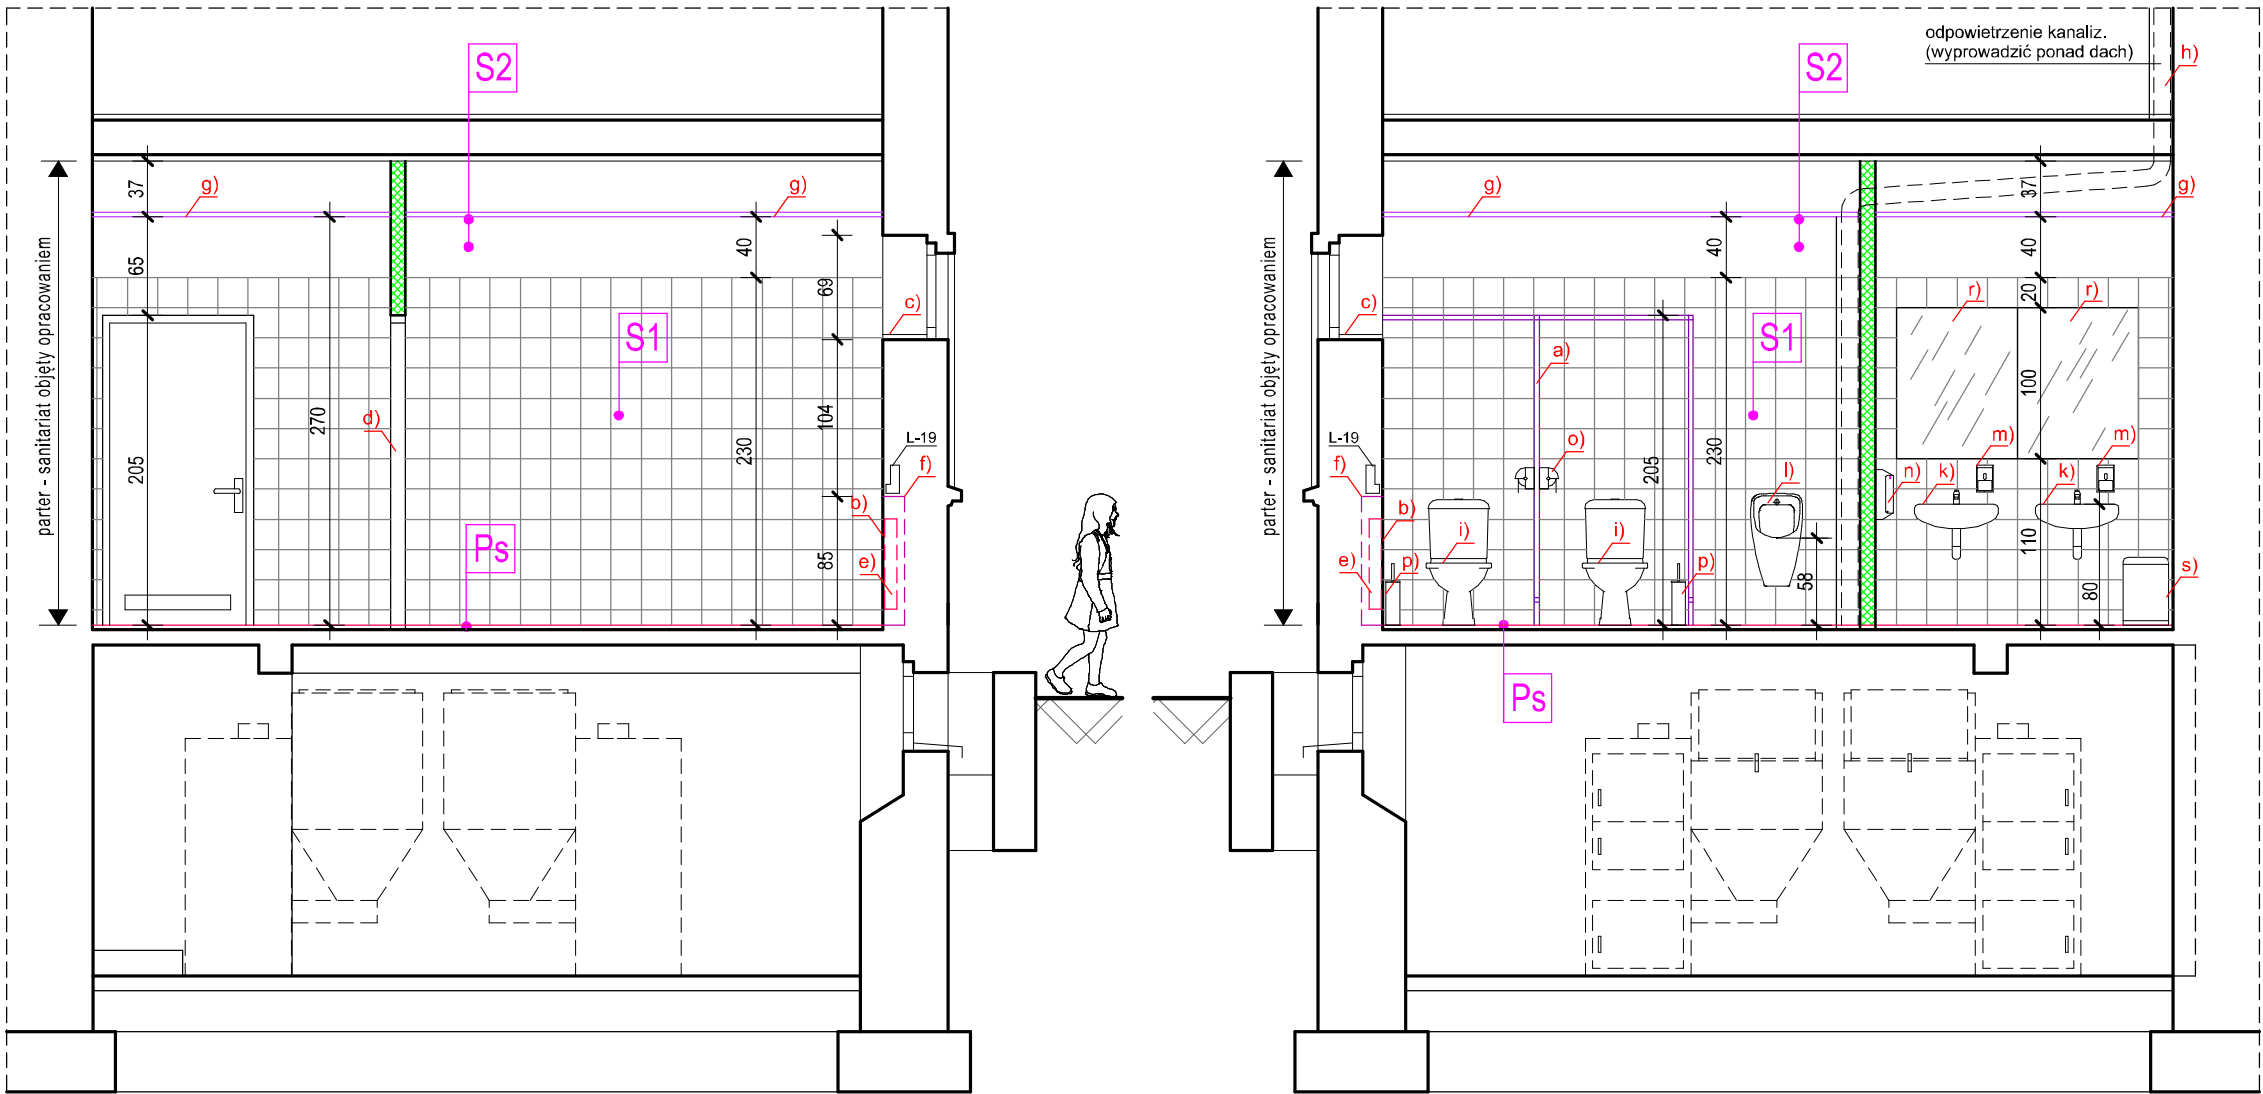 S2
37
g)
g)
65
40
69
c)
S1
270
d)
205
230
104
L-19
f)
b)
Ps
e)
85
parter - sanitariat objęty opracowaniem
odpowietrzenie kanaliz.
(wyprowadzić ponad dach)
h)
S2
37
g)
g)
40
40
c)
20
r)
r)
S1
a)
100
L-19
f)
o)
205
230
l)
m)
m)
n)
k)
k)
b)
i)
i)
e)
p)
p)
58
110
80
s)
Ps
parter - sanitariat objęty opracowaniem